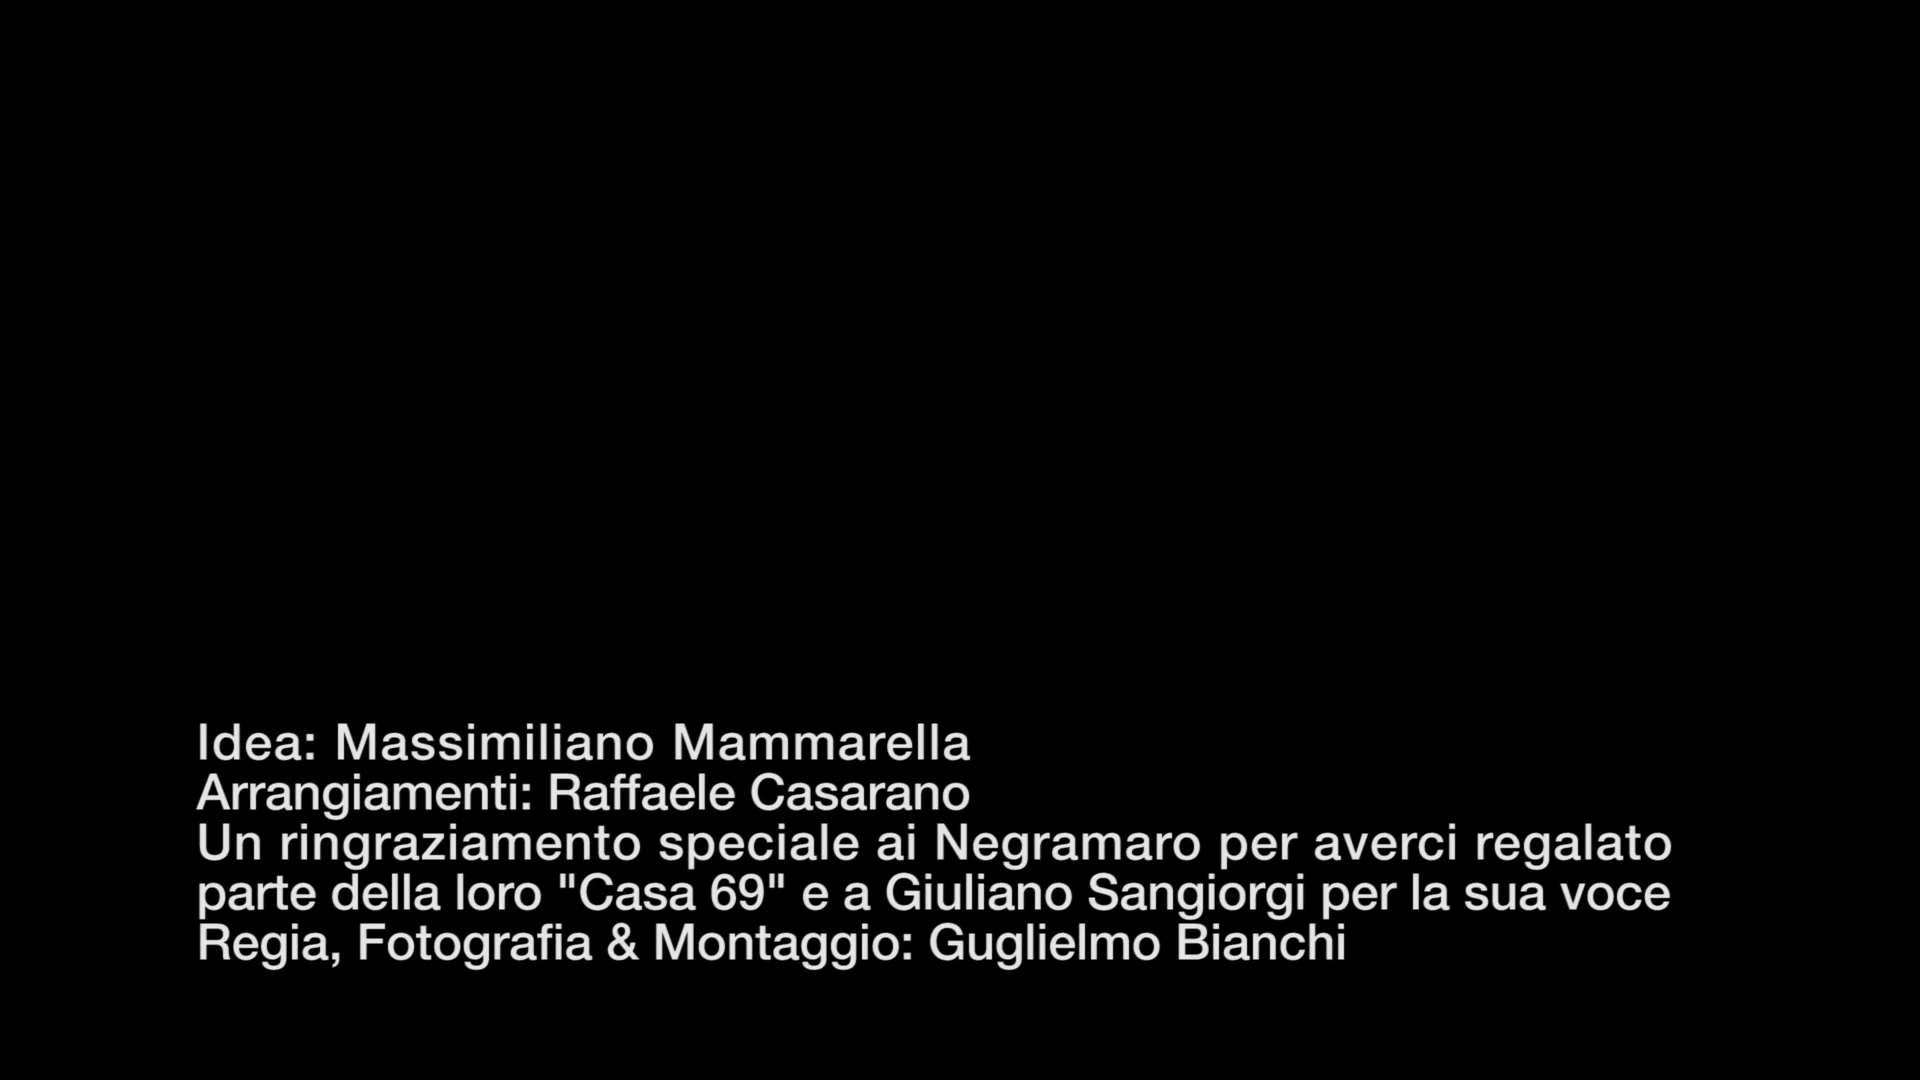 Idea: Massimiliano Mammarella
Arrangiamenti: Raffaele Casarano
Un ringraziamento speciale ai Negramaro per averci regalato
parte della loro "Casa 69" e a Giuliano Sangiorgi per la sua voce
Regia, Fotografia & Montaggio: Guglielmo Bianchi